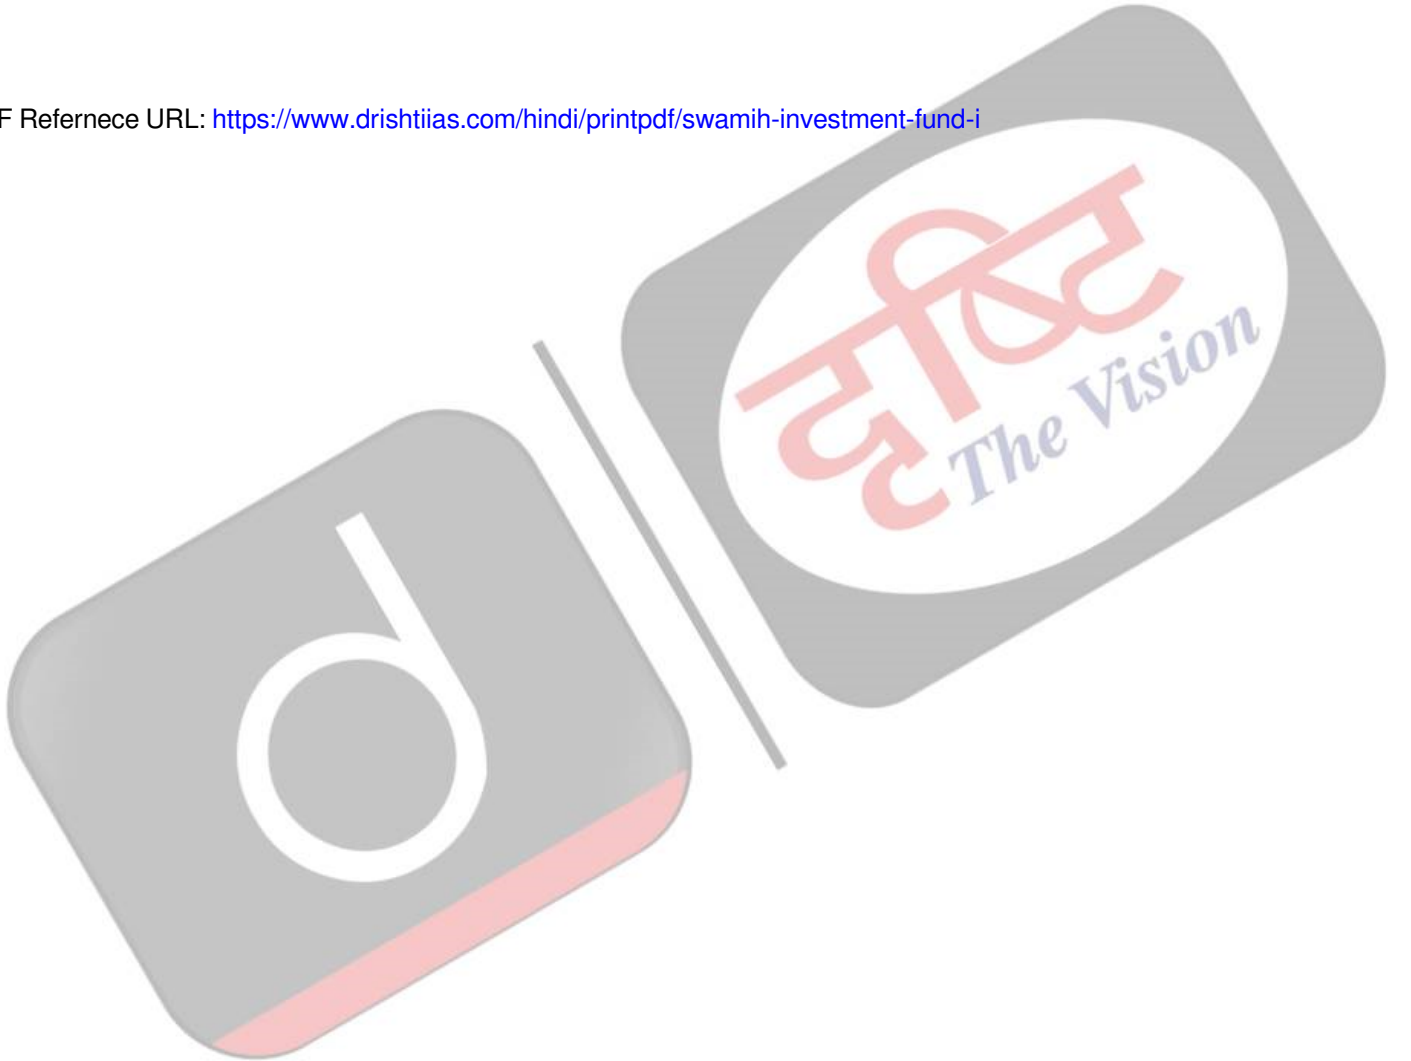 F Refernece URL: https://www.drishtiias.com/hindi/printpdf/swamih-investment-fund-i
दृष्टि
The Vision
d